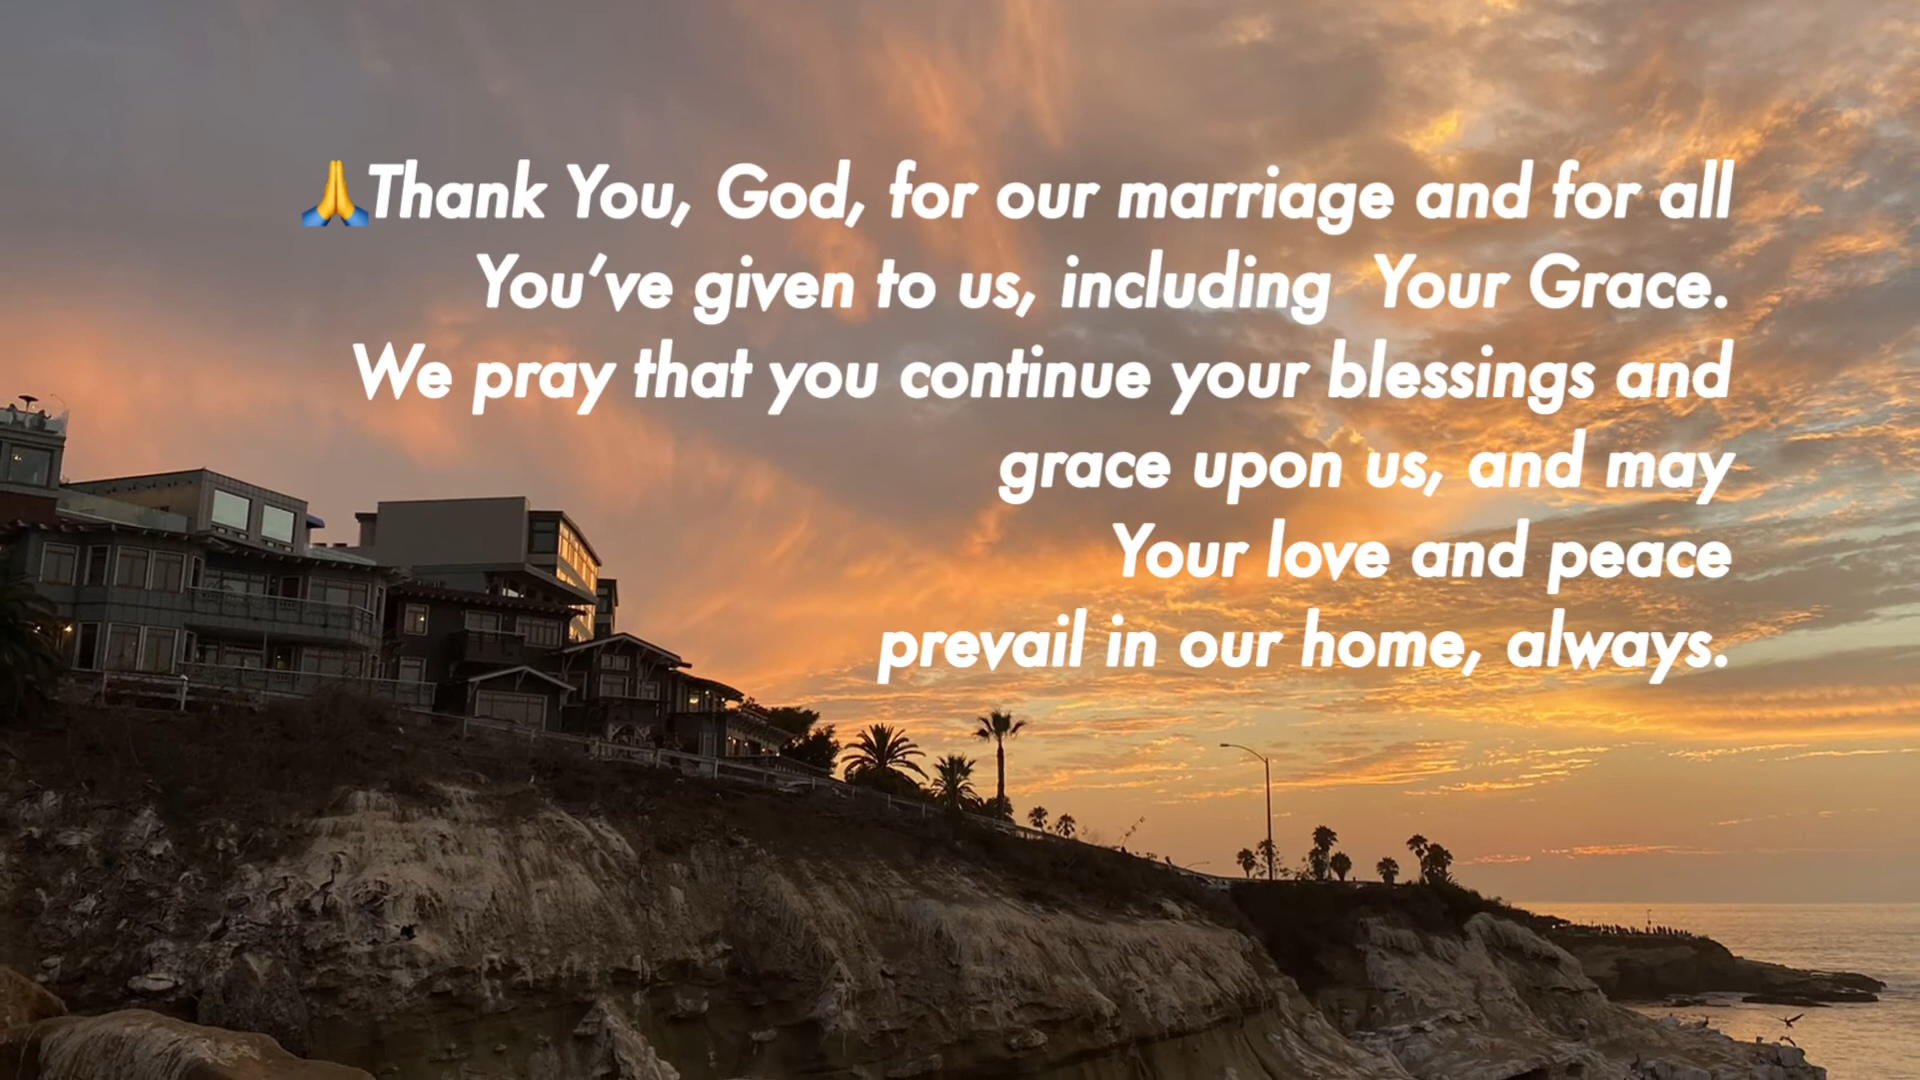 🙏Thank You, God, for our marriage and for all
You’ve given to us, including  Your Grace.
We pray that you continue your blessings and
grace upon us, and may
Your love and peace
prevail in our home, always.